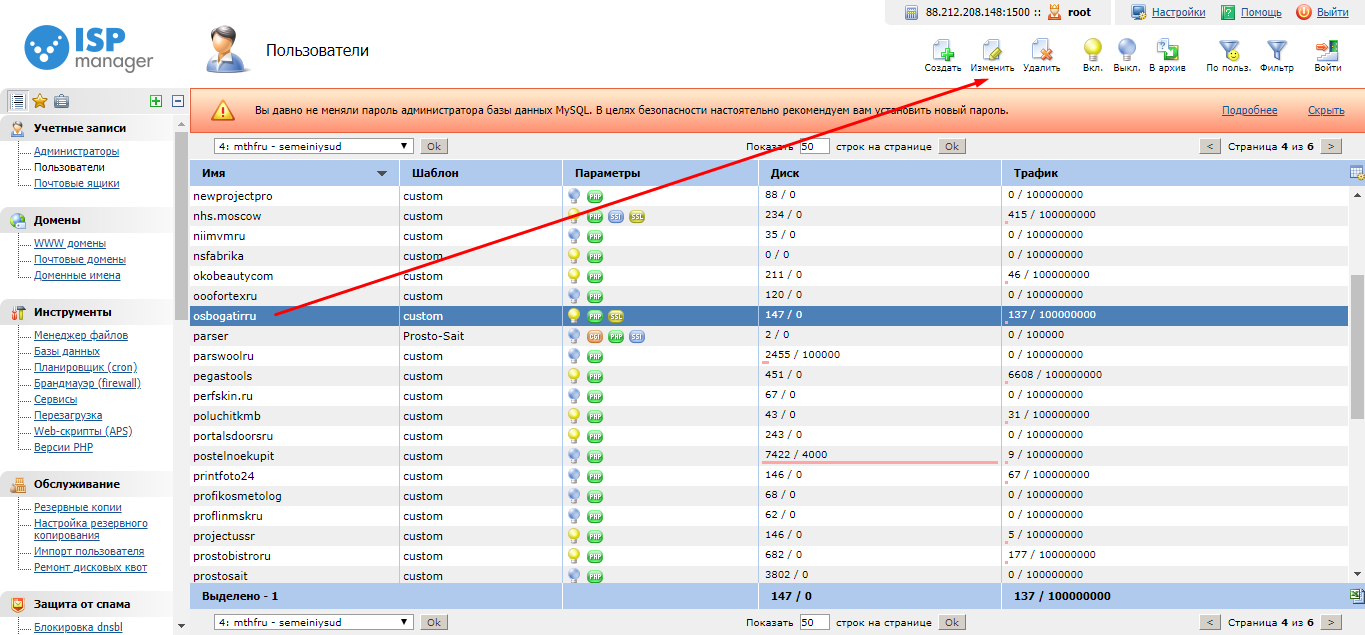 88.212.208.148:1500 :: root Настройки Помощь Выйти
ISP
manager
Пользователи
Создать Изменить Удалить Вкл. Выкл. В архив По польз. Фильтр Войти
Вы давно не меняли пароль администратора базы данных MySQL. В целях безопасности настоятельно рекомендуем вам установить новый пароль. Подробнее Скрыть
Учетные записи
Администраторы
Пользователи
Почтовые ящики
Домены
WWW домены
Почтовые домены
Доменные имена
Инструменты
Менеджер файлов
Базы данных
Планировщик (cron)
Брандмауэр (firewall)
Сервисы
Перезагрузка
Web-скрипты (APS)
Версии PHP
Обслуживание
Резервные копии
Настройка резервного
копирования
Импорт пользователя
Ремонт дисковых квот
Защита от спама
Блокировка dnsbl
4: mthfru - semeiniysud Ok Показать 50 строк на странице Ok < Страница 4 из 6 >
Имя Шаблон Параметры Диск Трафик
newprojectpro custom PHP 88 / 0 0 / 100000000
nhs.moscow custom PHP SSI SSL 234 / 0 415 / 100000000
niimvmru custom PHP 35 / 0 0 / 100000000
nsfabrika custom PHP 0 / 0 0 / 100000000
okobeautycom custom PHP 211 / 0 46 / 100000000
ooofortexru custom PHP 120 / 0 0 / 100000000
osbogatirru custom PHP SSL 147 / 0 137 / 100000000
parser Prosto-Sait CGI PHP SSI 2 / 0 0 / 100000
parswoolru custom PHP 2455 / 100000 0 / 100000000
pegastools custom PHP 451 / 0 6608 / 100000000
perfskin.ru custom PHP 67 / 0 0 / 100000000
poluchitkmb custom PHP 43 / 0 31 / 100000000
portalsdoorsru custom PHP 243 / 0 0 / 100000000
postelnoekupit custom PHP 7422 / 4000 9 / 100000000
printfoto24 custom PHP 146 / 0 67 / 100000000
profikosmetolog custom PHP 68 / 0 0 / 100000000
proflinmskru custom PHP 62 / 0 0 / 100000000
projectussr custom PHP 146 / 0 5 / 100000000
prostobistroru custom PHP 682 / 0 177 / 100000000
prostosait custom PHP 3802 / 0 0 / 100000000
Выделено - 1 147 / 0 137 / 100000000
4: mthfru - semeiniysud Ok Показать 50 строк на странице Ok < Страница 4 из 6 >